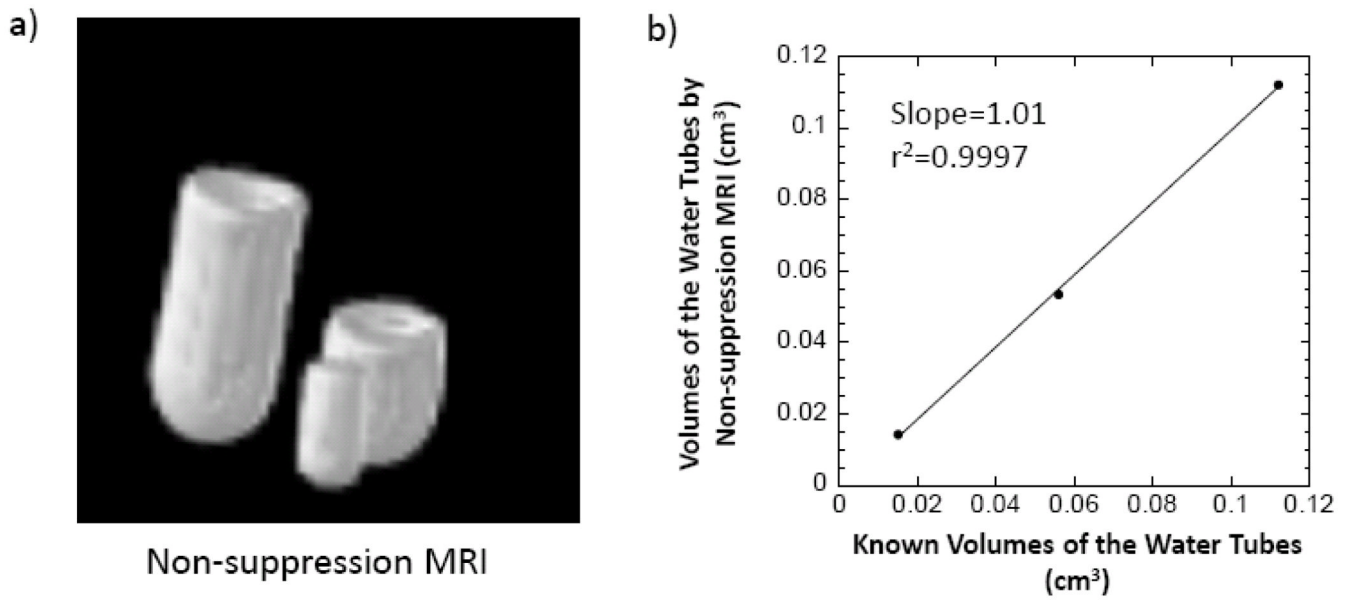 a)
Non-suppression MRI
b)
Volumes of the Water Tubes by
Non-suppression MRI (cm³)
0.12
0.1
0.08
0.06
0.04
0.02
0
Slope=1.01
r²=0.9997
0 0.02 0.04 0.06 0.08 0.1 0.12
Known Volumes of the Water Tubes
(cm³)